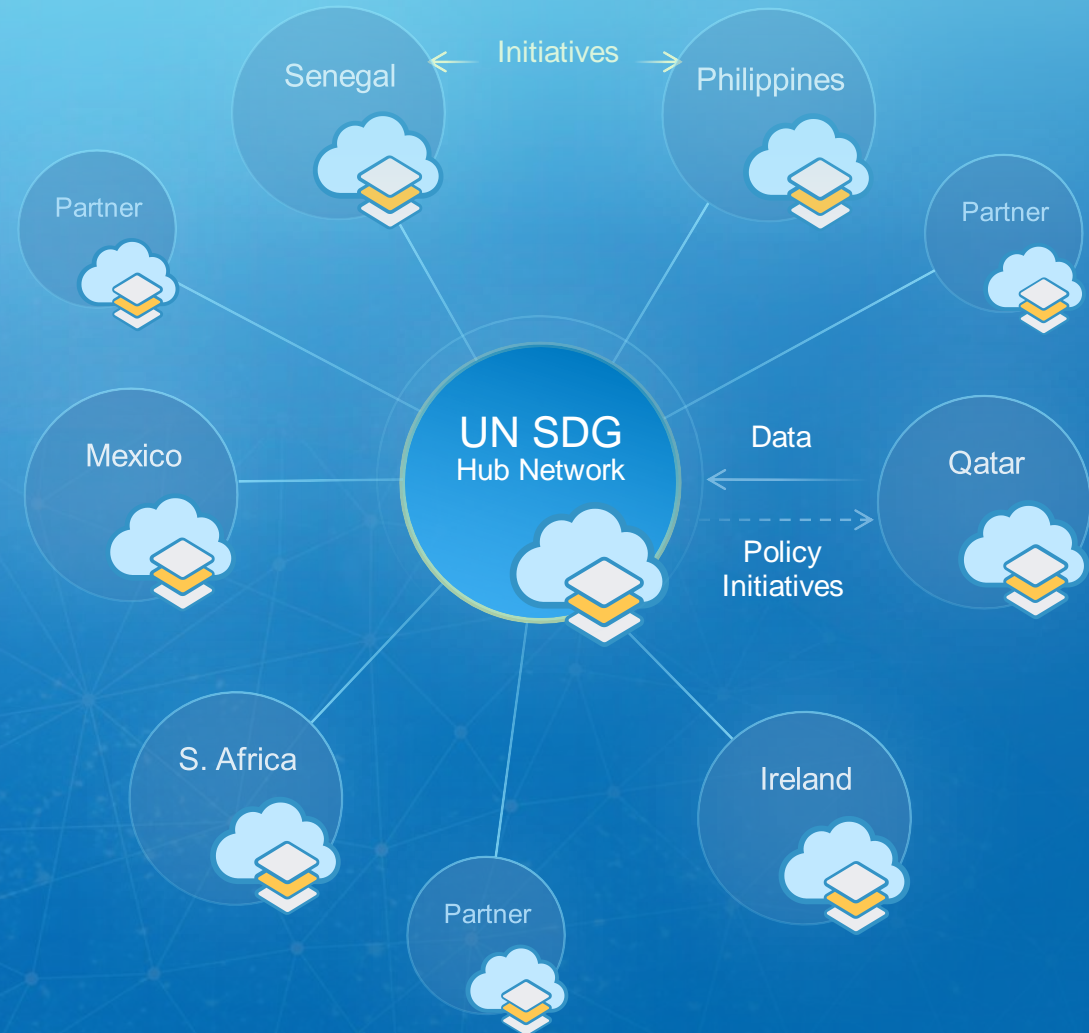 Initiatives
Senegal
Philippines
Partner
Partner
UN SDG
Hub Network
Data
Mexico
Qatar
Policy
Initiatives
S. Africa
Ireland
Partner